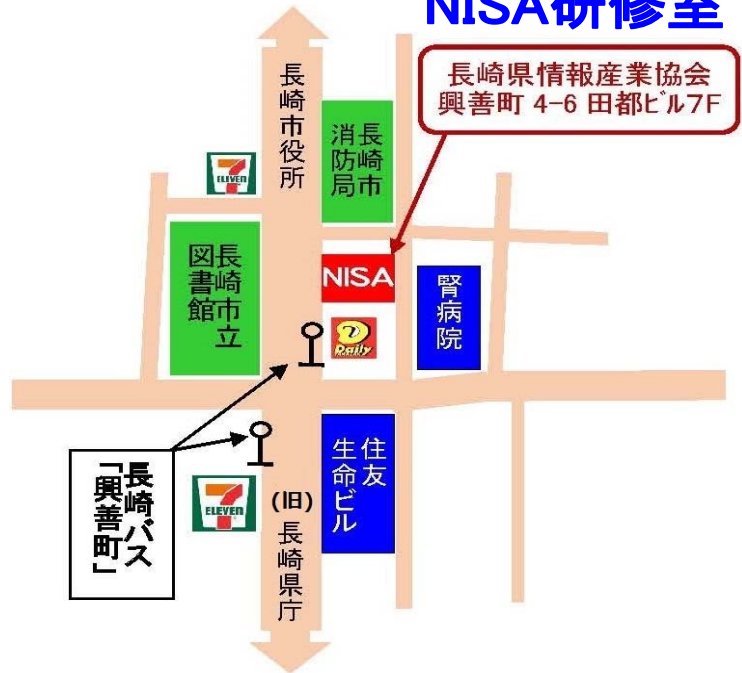 NISA研修室
長崎県情報産業協会
興善町 4-6 田都ビル7F
長崎市役所
長崎市
消防局
7
ELEVEN
長崎市立
図書館
NISA
腎病院
Daily
長崎バス
「興善町」
7
ELEVEN
(旧)
長崎県庁
住友
生命ビル